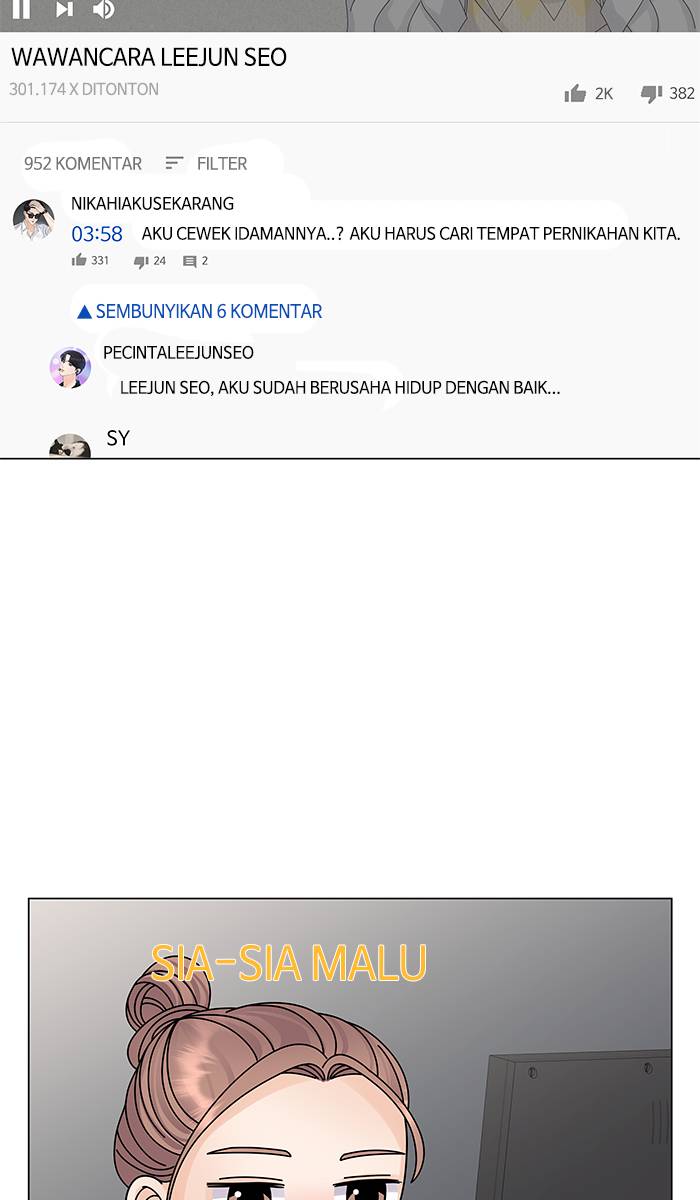 WAWANCARA LEEJUN SEO
301.174 X DITONTON
2K 382
952 KOMENTAR FILTER
NIKAHIAKUSEKARANG
03:58 AKU CEWEK IDAMANNYA..? AKU HARUS CARI TEMPAT PERNIKAHAN KITA.
331 24 2
▲ SEMBUNYIKAN 6 KOMENTAR
PECINTALEEJUNSEO
LEEJUN SEO, AKU SUDAH BERUSAHA HIDUP DENGAN BAIK...
SY
SIA-SIA MALU